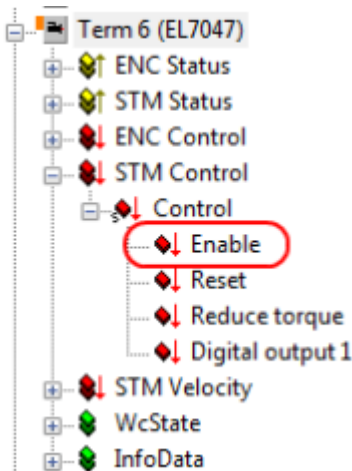 Term 6 (EL7047)
ENC Status
STM Status
ENC Control
STM Control
Control
Enable
Reset
Reduce torque
Digital output 1
STM Velocity
WcState
InfoData